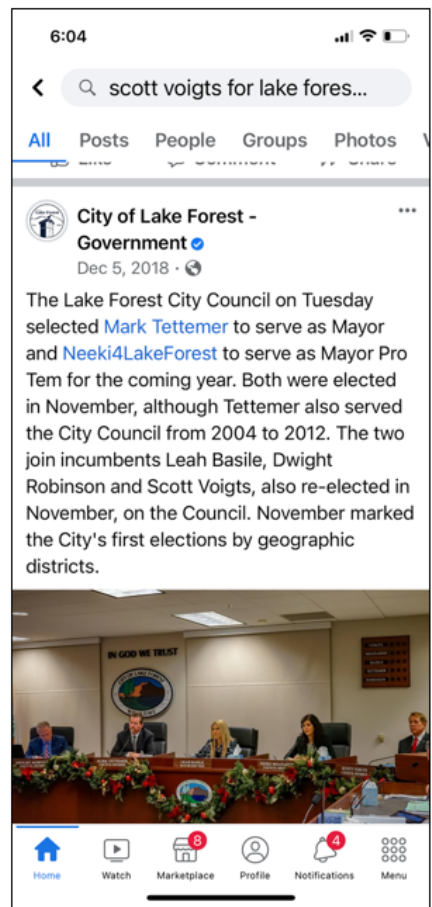 6:04
scott voigts for lake fores...
All Posts People Groups Photos
Like Comment Share
City of Lake Forest -
Government
Dec 5, 2018 ·
The Lake Forest City Council on Tuesday
selected Mark Tettemer to serve as Mayor
and Neeki4LakeForest to serve as Mayor Pro
Tem for the coming year. Both were elected
in November, although Tettemer also served
the City Council from 2004 to 2012. The two
join incumbents Leah Basile, Dwight
Robinson and Scott Voigts, also re-elected in
November, on the Council. November marked
the City's first elections by geographic
districts.
IN GOD WE TRUST
8 4
Home Watch Marketplace Profile Notifications Menu